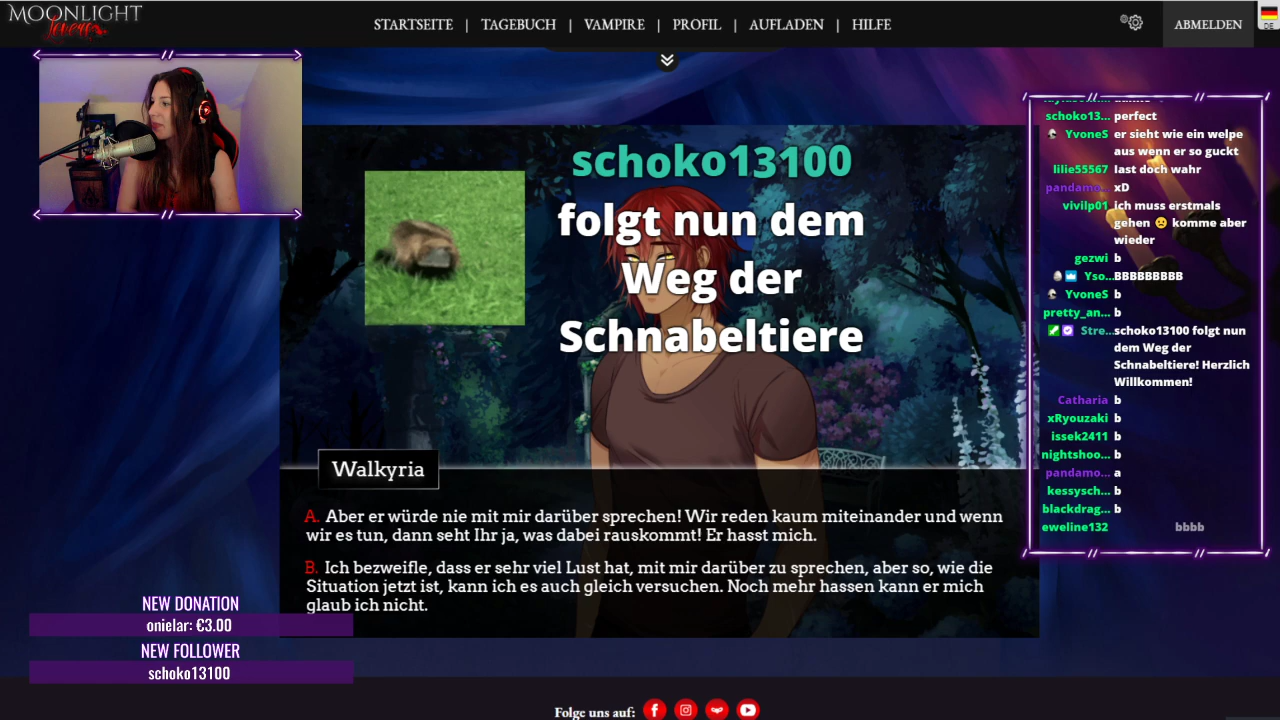 MOONLIGHT
Lovers
STARTSEITE | TAGEBUCH | VAMPIRE | PROFIL | AUFLADEN | HILFE
ABMELDEN
DE
schoko13100
folgt nun dem
Weg der
Schnabeltiere
schoko13... perfect
YvoneS er sieht wie ein welpe
aus wenn er so guckt
lilie55567 last doch wahr
pandamo... xD
vivilp01 ich muss erstmals
gehen ☹️ komme aber
wieder
gezwi b
Yso... BBBBBBBBB
YvoneS b
pretty_an... b
Stre... schoko13100 folgt nun
dem Weg der
Schnabeltiere! Herzlich
Willkommen!
Catharia b
xRyouzaki b
issek2411 b
nightshoo... b
pandamo... a
kessysch... b
blackdrag... b
eweline132 bbbb
Walkyria
A. Aber er würde nie mit mir darüber sprechen! Wir reden kaum miteinander und wenn
wir es tun, dann seht Ihr ja, was dabei rauskommt! Er hasst mich.
B. Ich bezweifle, dass er sehr viel Lust hat, mit mir darüber zu sprechen, aber so, wie die
Situation jetzt ist, kann ich es auch gleich versuchen. Noch mehr hassen kann er mich
glaub ich nicht.
NEW DONATION
onielar: €3.00
NEW FOLLOWER
schoko13100
Folge uns auf: